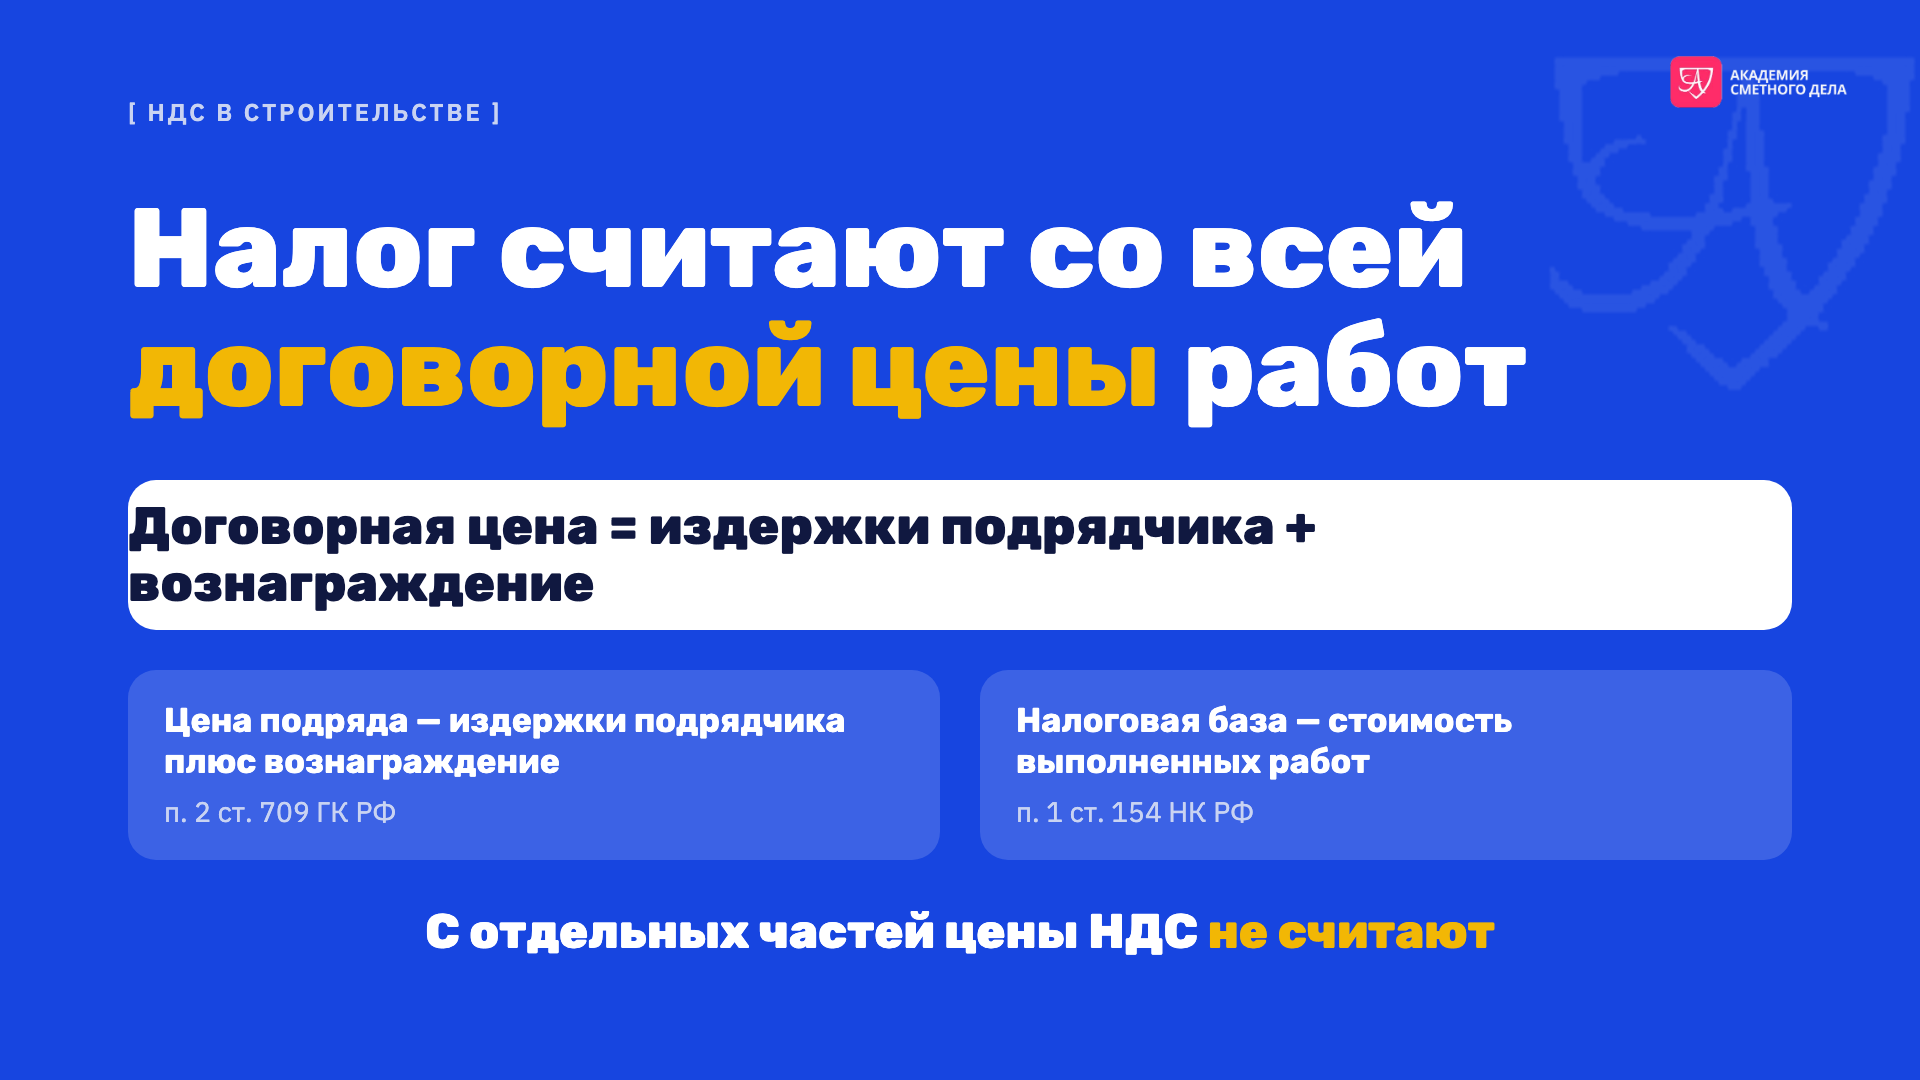 [ НДС В СТРОИТЕЛЬСТВЕ ]
АКАДЕМИЯ
СМЕТНОГО ДЕЛА
Налог считают со всей
договорной цены работ
Договорная цена = издержки подрядчика +
вознаграждение
Цена подряда — издержки подрядчика
плюс вознаграждение
п. 2 ст. 709 ГК РФ
Налоговая база — стоимость
выполненных работ
п. 1 ст. 154 НК РФ
С отдельных частей цены НДС не считают